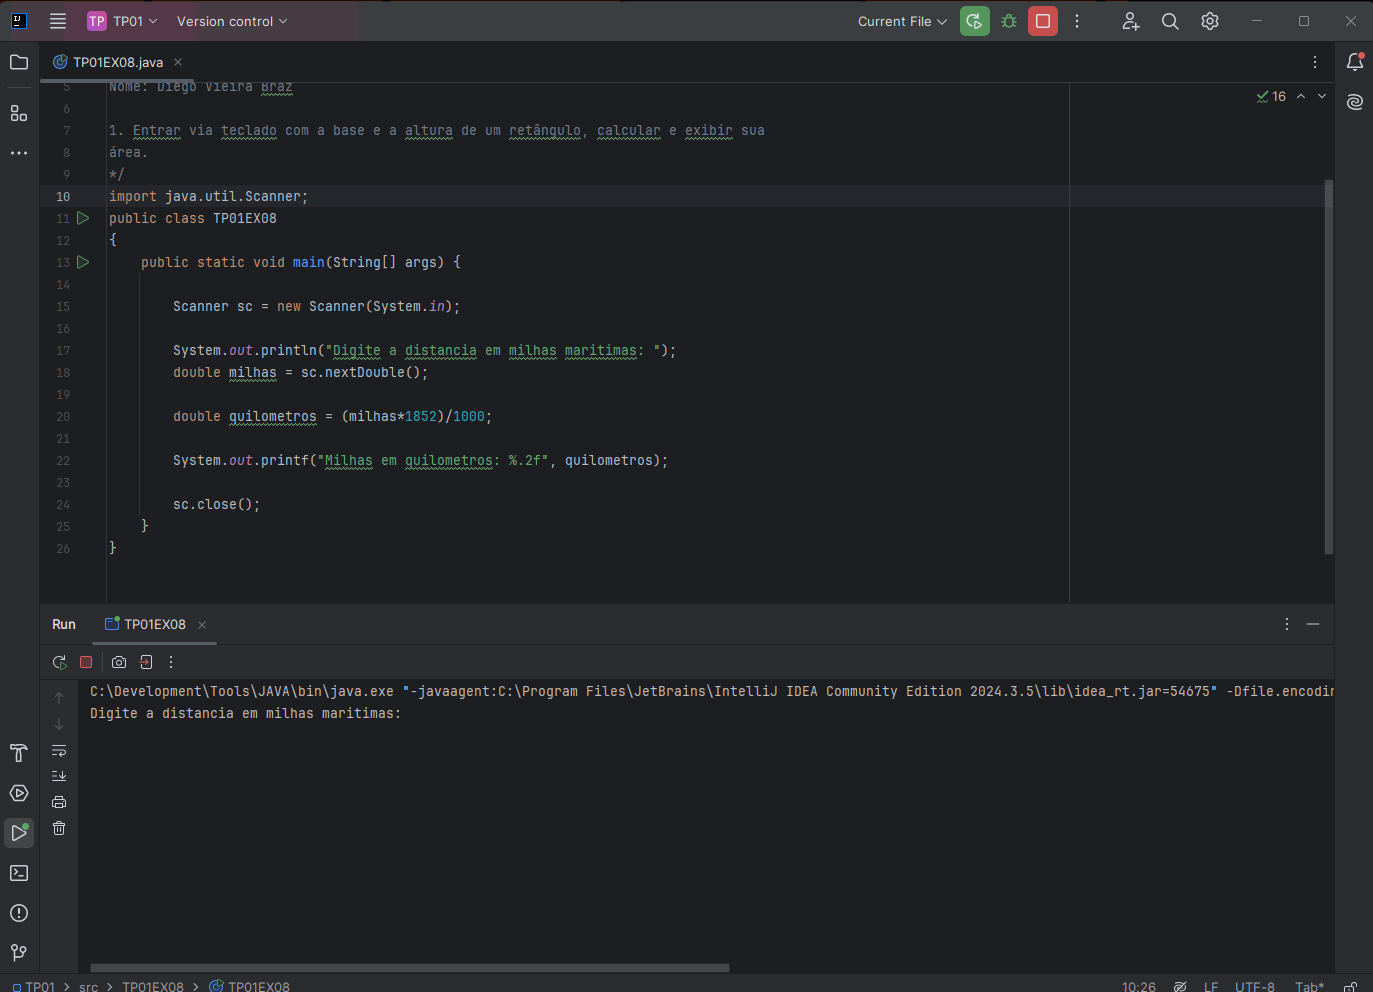 TP TP01 Version control Current File
TP01EX08.java
5 Nome: Diego Vieira Braz
16
6
7 1. Entrar via teclado com a base e a altura de um retângulo, calcular e exibir sua
8 área.
9 */
10 import java.util.Scanner;
11 public class TP01EX08
12 {
13 public static void main(String[] args) {
14
15 Scanner sc = new Scanner(System.in);
16
17 System.out.println("Digite a distancia em milhas maritimas: ");
18 double milhas = sc.nextDouble();
19
20 double quilometros = (milhas*1852)/1000;
21
22 System.out.printf("Milhas em quilometros: %.2f", quilometros);
23
24 sc.close();
25 }
26 }
Run TP01EX08
C:\Development\Tools\JAVA\bin\java.exe "-javaagent:C:\Program Files\JetBrains\IntelliJ IDEA Community Edition 2024.3.5\lib\idea_rt.jar=54675" -Dfile.encodin
Digite a distancia em milhas maritimas:
TP01 > src > TP01EX08 > TP01EX08 10:26 LF UTF-8 Tab*